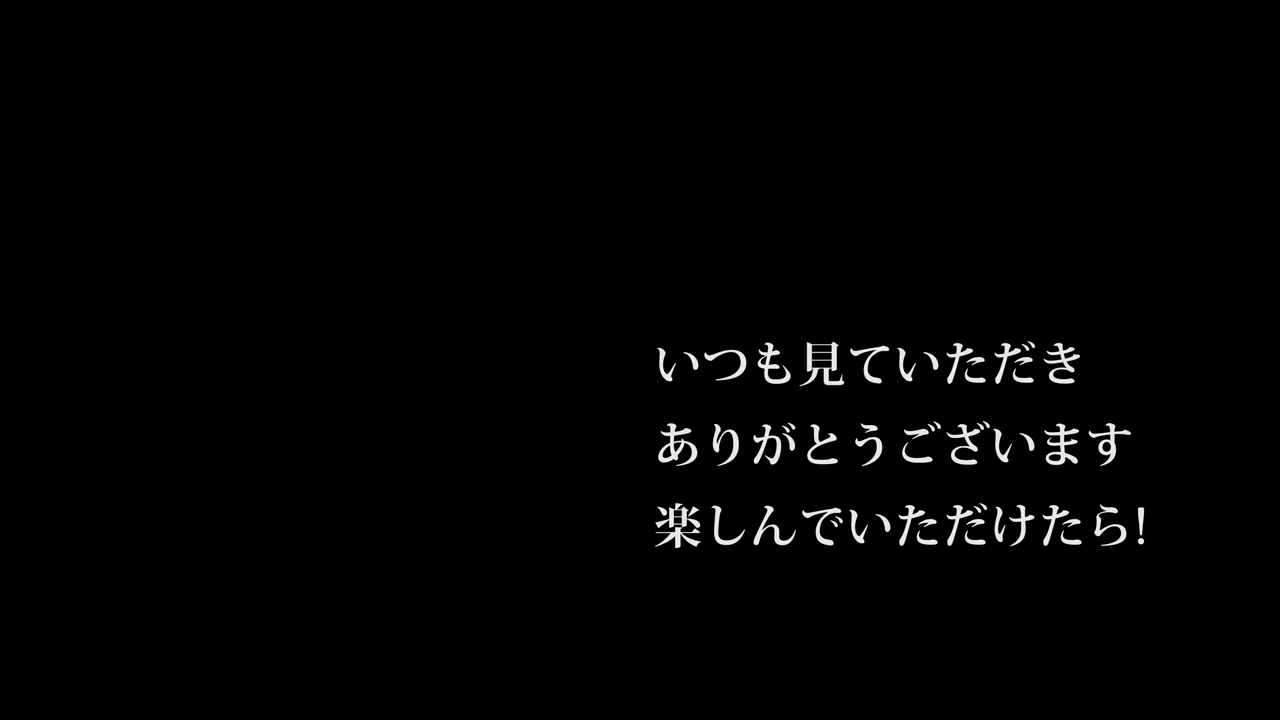 いつも見ていただき
ありがとうございます
楽しんでいただけたら!